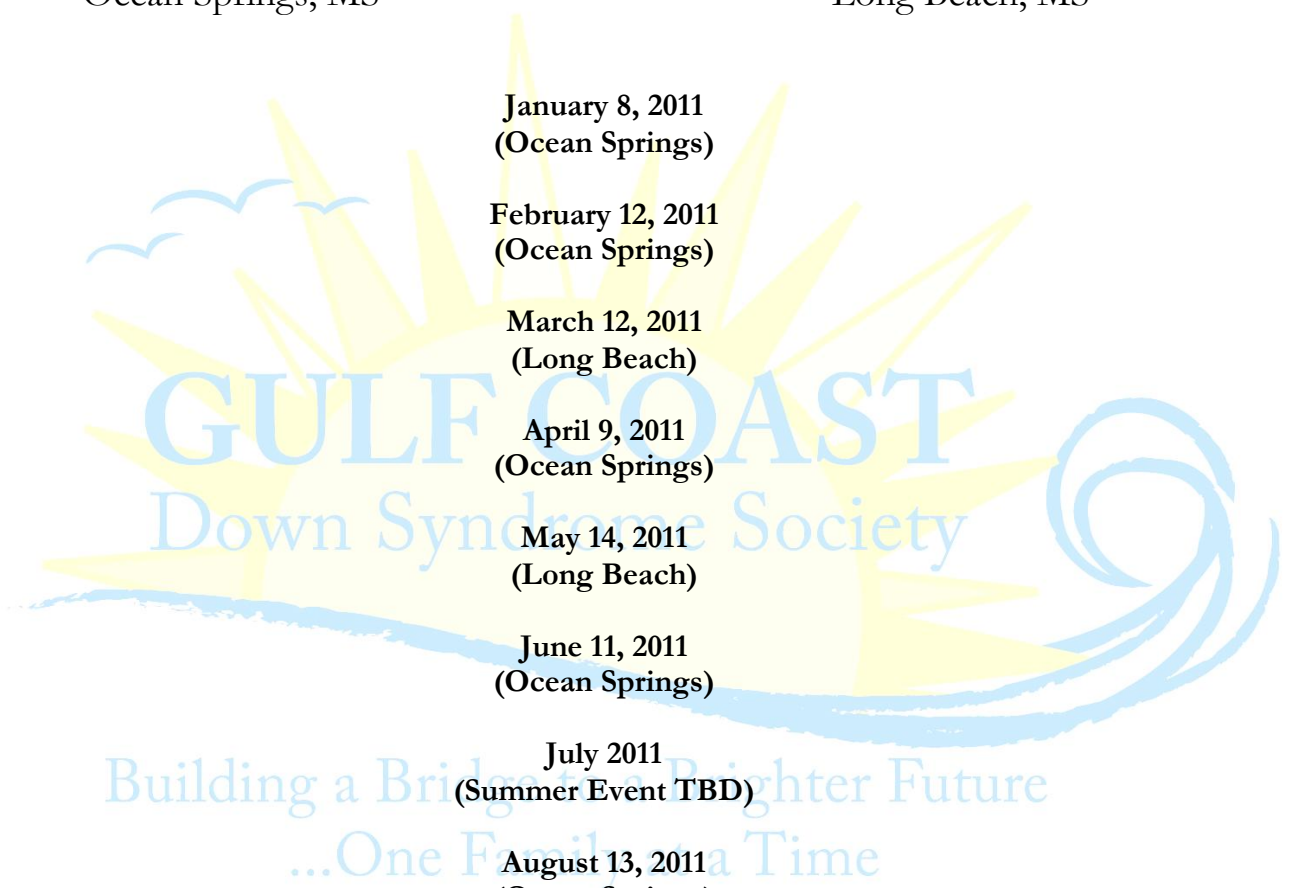 Ocean Springs, MS
Long Beach, MS
January 8, 2011
(Ocean Springs)
February 12, 2011
(Ocean Springs)
March 12, 2011
(Long Beach)
GULF COAST
April 9, 2011
(Ocean Springs)
Down Syndrome Society
May 14, 2011
(Long Beach)
June 11, 2011
(Ocean Springs)
July 2011
(Summer Event TBD)
Building a Bridge to a Brighter Future
...One Family at a Time
August 13, 2011